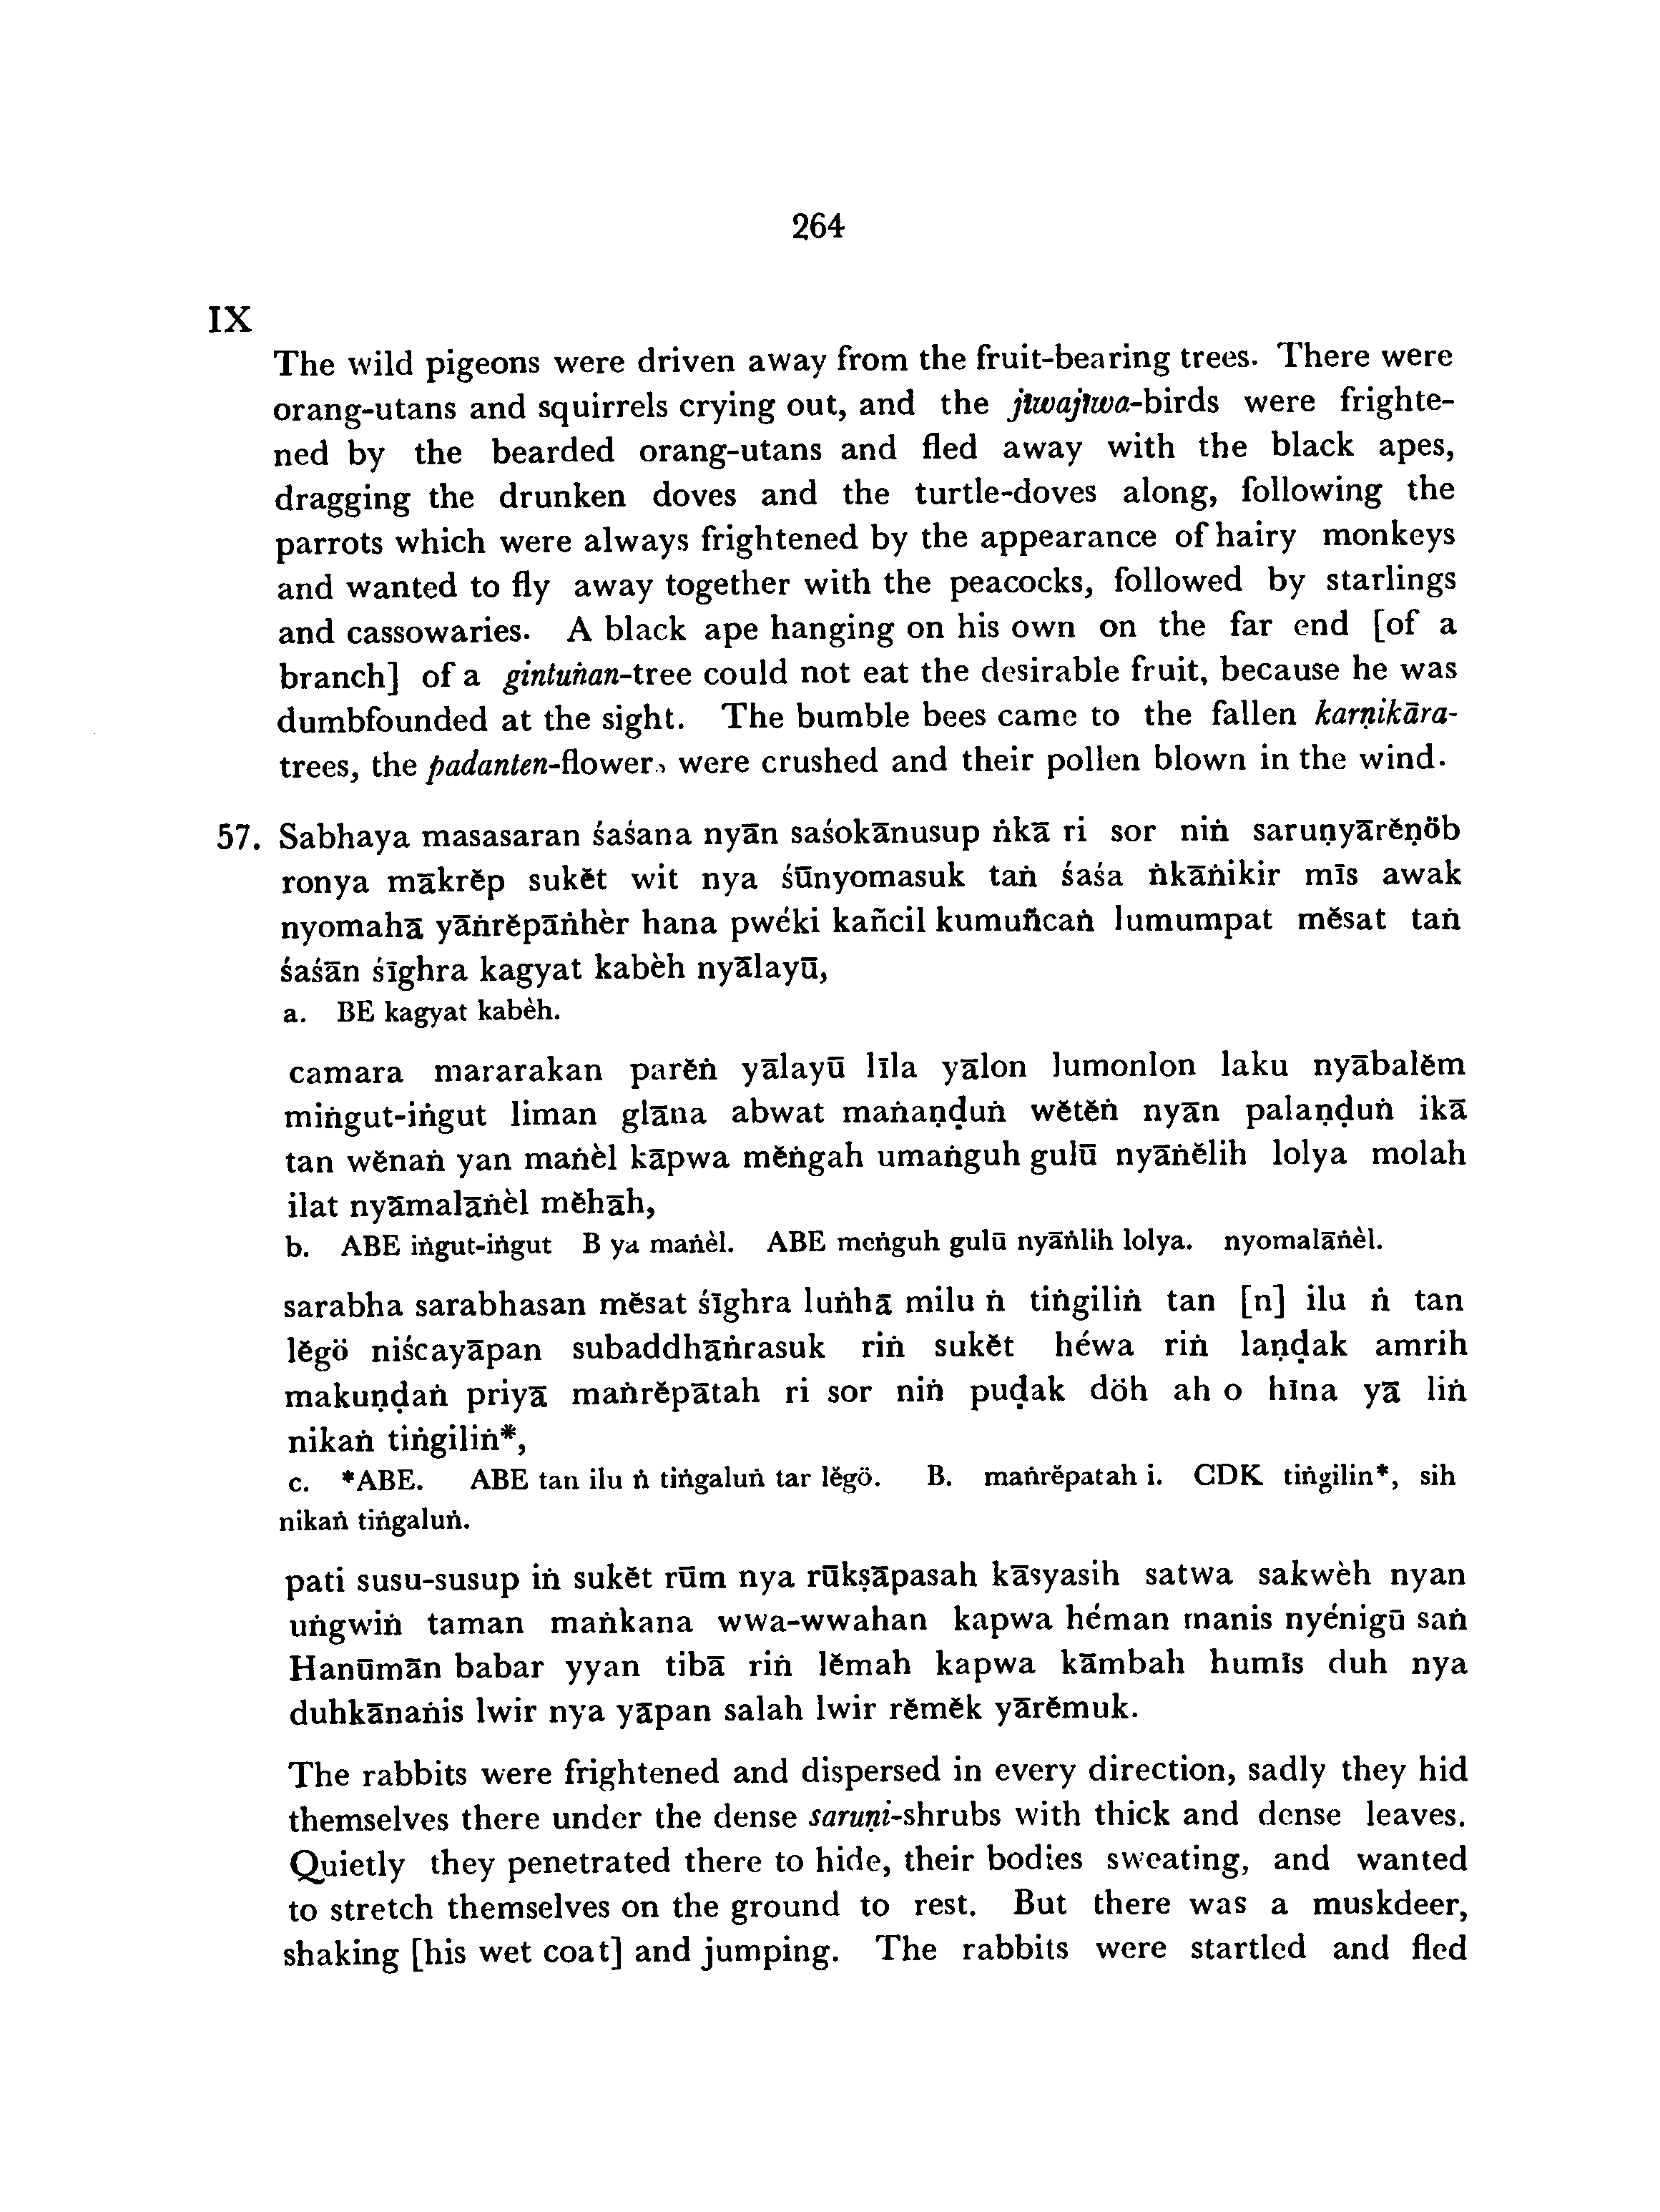 264
IX
The wild pigeons were driven away from the fruit-bearing trees. There were
orang-utans and squirrels crying out, and the jīwajīwa-birds were frighte-
ned by the bearded orang-utans and fled away with the black apes,
dragging the drunken doves and the turtle-doves along, following the
parrots which were always frightened by the appearance of hairy monkeys
and wanted to fly away together with the peacocks, followed by starlings
and cassowaries. A black ape hanging on his own on the far end [of a
branch] of a gintuṅan-tree could not eat the desirable fruit, because he was
dumbfounded at the sight. The bumble bees came to the fallen karṇikāra-
trees, the padanten-flowers were crushed and their pollen blown in the wind.
57. Sabhaya masasaran śaśana nyān saśokānusup ṅkā ri sor niṅ saruṇyārĕṇöb
ronya mākrĕp sukĕt wit nya śūnyomasuk taṅ śaśa ṅkāṅikir mīs awak
nyomahā yāṅrĕpāṅhèr hana pwéki kañcil kumuñcaṅ lumumpat mĕsat taṅ
śaśān śīghra kagyat kabèh nyālayū,
a. BE kagyat kabèh.
camara mararakan parĕṅ yālayū līla yālon lumonlon laku nyābalĕm
miṅgut-iṅgut liman glāna abwat maṅaṇḍuṅ wĕtĕṅ nyān palaṇḍuṅ ikā
tan wĕnaṅ yan maṅèl kāpwa mĕṅgah umaṅguh gulū nyāṅĕlih lolya molah
ilat nyāmalāṅèl mĕhāh,
b. ABE iṅgut-iṅgut B ya maṅèl. ABE meṅguh gulū nyāṅlih lolya. nyomalāṅèl.
sarabha sarabhasan mĕsat śīghra luṅhā milu ṅ tiṅgiliṅ tan [n] ilu ṅ tan
lĕgö niścayāpan subaddhāṅrasuk riṅ sukĕt héwa riṅ laṇḍak amrih
makuṇḍaṅ priyā maṅrĕpātah ri sor niṅ puḍak döh ah o hīna yā liṅ
nikaṅ tiṅgiliṅ*,
c. *ABE. ABE tan ilu ṅ tiṅgaluṅ tar lĕgö. B. maṅrĕpatah i. CDK tiṅgilin*, sih
nikaṅ tiṅgaluṅ.
pati susu-susup iṅ sukĕt rūm nya rūkṣāpasah kāsyasih satwa sakwèh nyan
uṅgwiṅ taman maṅkana wwa-wwahan kapwa héman manis nyénigū saṅ
Hanūmān babar yyan tibā riṅ lĕmah kapwa kāmbah humīs duh nya
duhkānaṅis lwir nya yāpan salah lwir rĕmĕk yārĕmuk.
The rabbits were frightened and dispersed in every direction, sadly they hid
themselves there under the dense saruṇi-shrubs with thick and dense leaves.
Quietly they penetrated there to hide, their bodies sweating, and wanted
to stretch themselves on the ground to rest. But there was a muskdeer,
shaking [his wet coat] and jumping. The rabbits were startled and fled